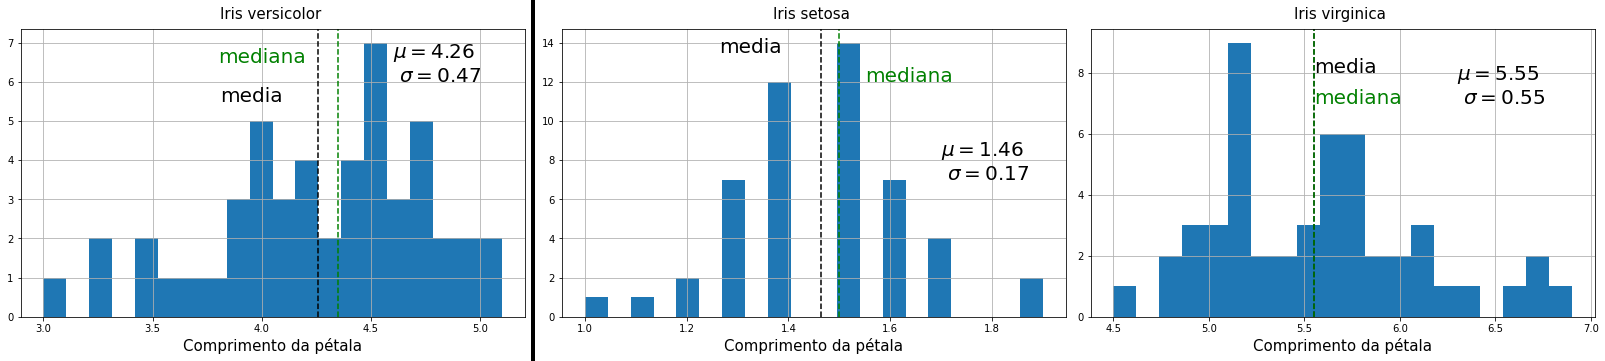 Iris versicolor
7
6
5
4
3
2
1
0
mediana
media
μ = 4.26
σ = 0.47
3.0 3.5 4.0 4.5 5.0
Comprimento da pétala
Iris setosa
14
12
10
8
6
4
2
0
media
mediana
μ = 1.46
σ = 0.17
1.0 1.2 1.4 1.6 1.8
Comprimento da pétala
Iris virginica
8
6
4
2
0
media
mediana
μ = 5.55
σ = 0.55
4.5 5.0 5.5 6.0 6.5 7.0
Comprimento da pétala